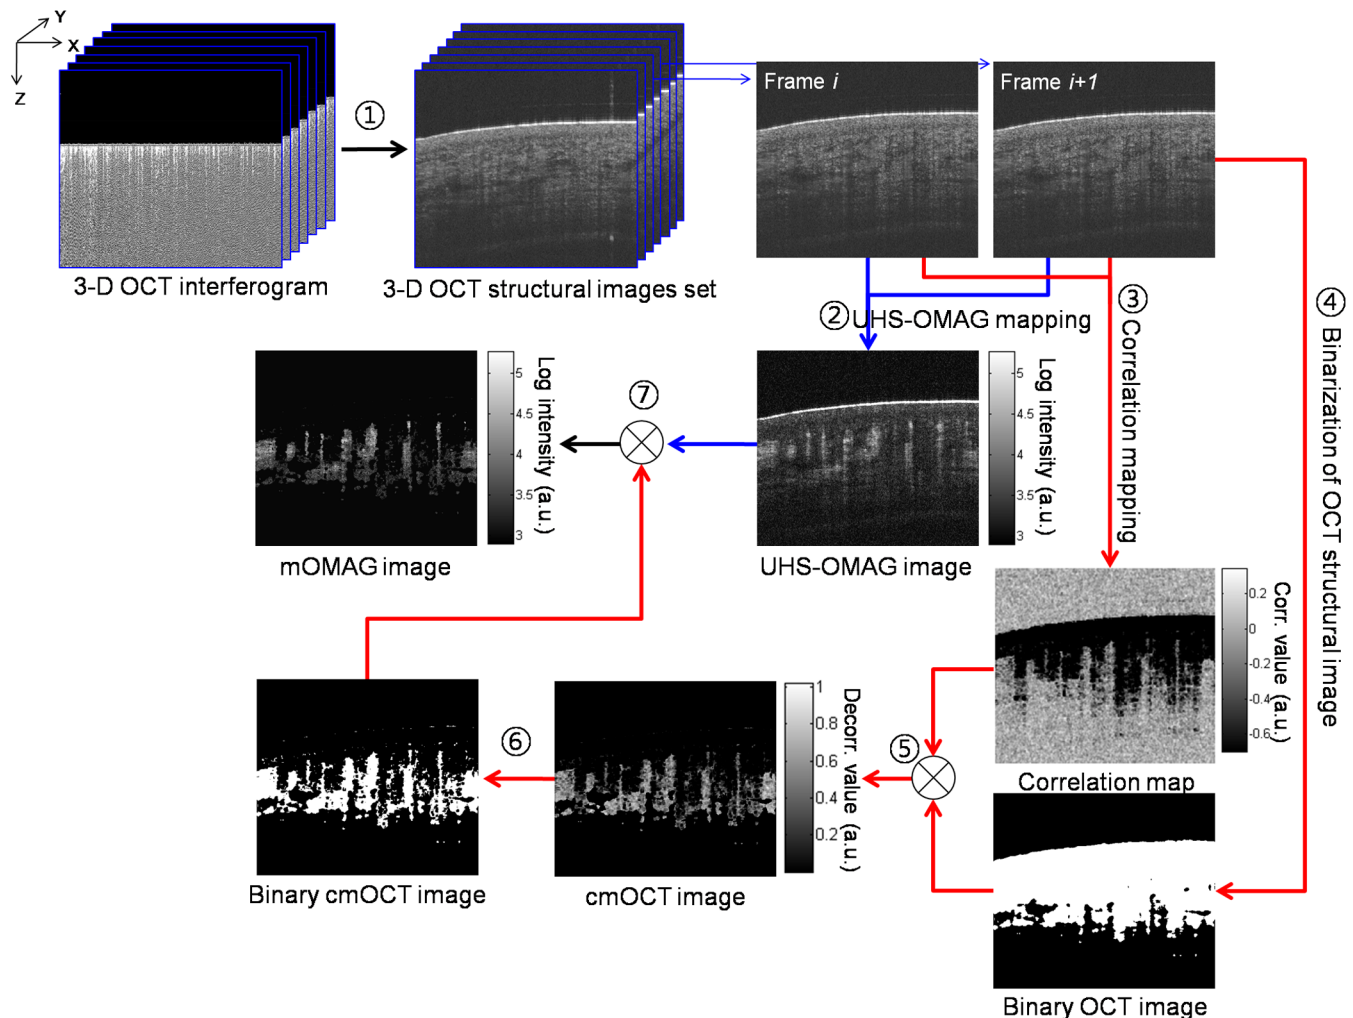 Y
X
Z
①
3-D OCT interferogram
3-D OCT structural images set
Frame i
Frame i+1
② UHS-OMAG mapping
③ Correlation mapping
④ Binarization of OCT structural image
⑦
5
4.5
4
3.5
3
Log intensity (a.u.)
mOMAG image
5
4.5
4
3.5
3
Log intensity (a.u.)
UHS-OMAG image
0.2
0
-0.2
-0.4
-0.6
Corr. value (a.u.)
Correlation map
⑤
⑥
1
0.8
0.6
0.4
0.2
Decorr. value (a.u.)
Binary cmOCT image
cmOCT image
Binary OCT image